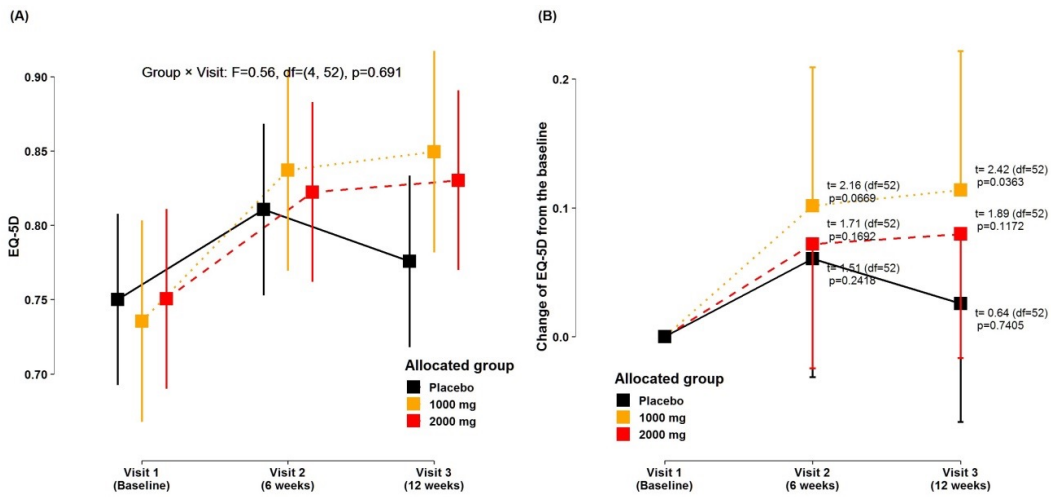 (A)
Group × Visit: F=0.56, df=(4, 52), p=0.691
EQ-5D
0.90
0.85
0.80
0.75
0.70
Allocated group
Placebo
1000 mg
2000 mg
Visit 1
(Baseline)
Visit 2
(6 weeks)
Visit 3
(12 weeks)
(B)
Change of EQ-5D from the baseline
0.2
0.1
0.0
t= 2.16 (df=52)
p=0.0669
t= 1.71 (df=52)
p=0.1692
t= 1.51 (df=52)
p=0.2418
t= 2.42 (df=52)
p=0.0363
t= 1.89 (df=52)
p=0.1172
t= 0.64 (df=52)
p=0.7405
Allocated group
Placebo
1000 mg
2000 mg
Visit 1
(Baseline)
Visit 2
(6 weeks)
Visit 3
(12 weeks)